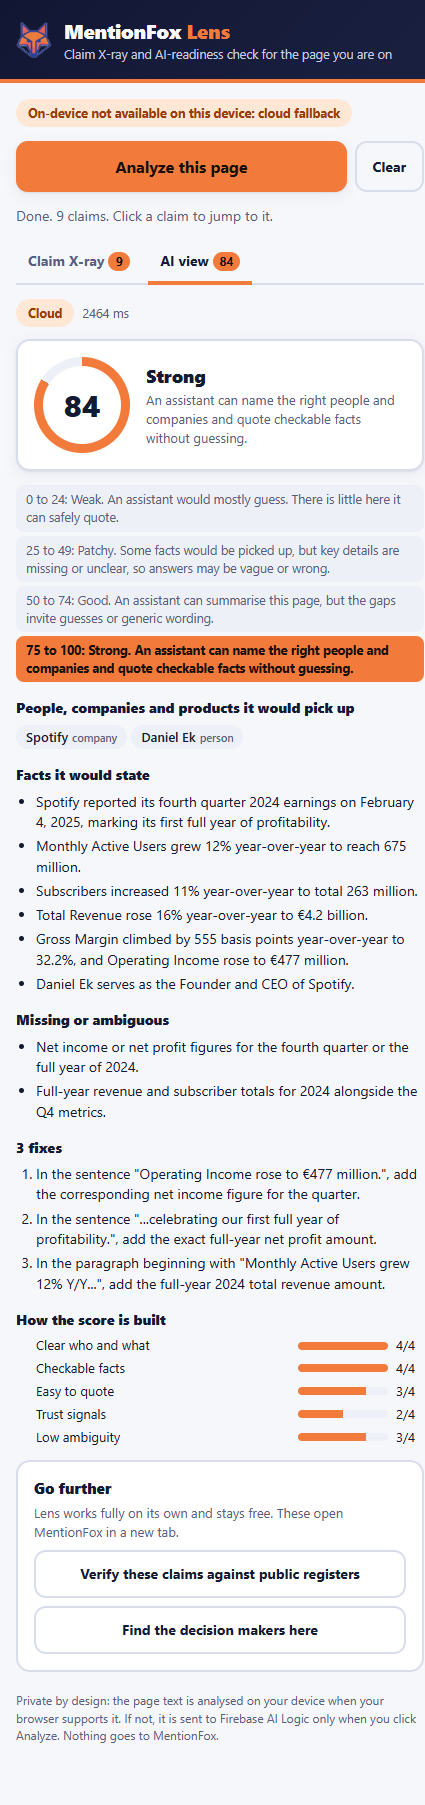 MentionFox Lens
Claim X-ray and AI-readiness check for the page you are on
On-device not available on this device: cloud fallback
Analyze this page
Clear
Done. 9 claims. Click a claim to jump to it.
Claim X-ray 9
AI view 84
Cloud 2464 ms
84
Strong
An assistant can name the right people and
companies and quote checkable facts
without guessing.
0 to 24: Weak. An assistant would mostly guess. There is little here it
can safely quote.
25 to 49: Patchy. Some facts would be picked up, but key details are
missing or unclear, so answers may be vague or wrong.
50 to 74: Good. An assistant can summarise this page, but the gaps
invite guesses or generic wording.
75 to 100: Strong. An assistant can name the right people and
companies and quote checkable facts without guessing.
People, companies and products it would pick up
Spotify company
Daniel Ek person
Facts it would state
• Spotify reported its fourth quarter 2024 earnings on February
4, 2025, marking its first full year of profitability.
• Monthly Active Users grew 12% year-over-year to reach 675
million.
• Subscribers increased 11% year-over-year to total 263 million.
• Total Revenue rose 16% year-over-year to €4.2 billion.
• Gross Margin climbed by 555 basis points year-over-year to
32.2%, and Operating Income rose to €477 million.
• Daniel Ek serves as the Founder and CEO of Spotify.
Missing or ambiguous
• Net income or net profit figures for the fourth quarter or the
full year of 2024.
• Full-year revenue and subscriber totals for 2024 alongside the
Q4 metrics.
3 fixes
1. In the sentence "Operating Income rose to €477 million.", add
the corresponding net income figure for the quarter.
2. In the sentence "...celebrating our first full year of
profitability.", add the exact full-year net profit amount.
3. In the paragraph beginning with "Monthly Active Users grew
12% Y/Y...", add the full-year 2024 total revenue amount.
How the score is built
Clear who and what 4/4
Checkable facts 4/4
Easy to quote 3/4
Trust signals 2/4
Low ambiguity 3/4
Go further
Lens works fully on its own and stays free. These open
MentionFox in a new tab.
Verify these claims against public registers
Find the decision makers here
Private by design: the page text is analysed on your device when your
browser supports it. If not, it is sent to Firebase AI Logic only when you click
Analyze. Nothing goes to MentionFox.